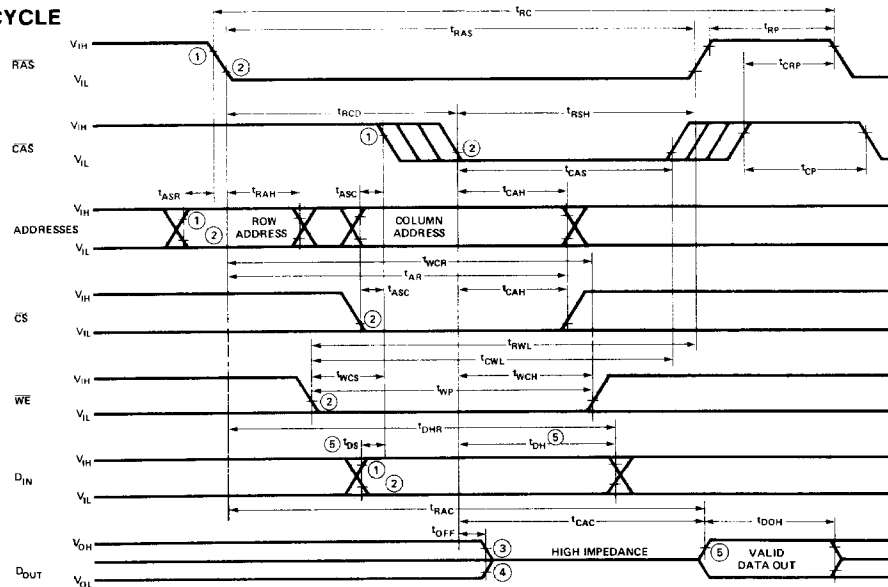 CYCLE
tRC
tRAS
tRP
VIH
RAS
VIL
① ②
tCRP
tRCD
tRSH
VIH
CAS
VIL
① ②
tCAS
tCP
tASR
tRAH
tASC
tCAH
VIH
ADDRESSES
VIL
① ②
ROW ADDRESS
COLUMN ADDRESS
tWCR
tAR
tASC
tCAH
VIH
CS
VIL
②
tRWL
tCWL
tWCS
tWCH
VIH
WE
VIL
tWP
②
tDHR
⑤ tDS
tDH ⑤
VIH
DIN
VIL
① ②
tRAC
tCAC
tOFF
tDOH
VOH
DOUT
VOL
③
④
HIGH IMPEDANCE
⑤
VALID DATA OUT